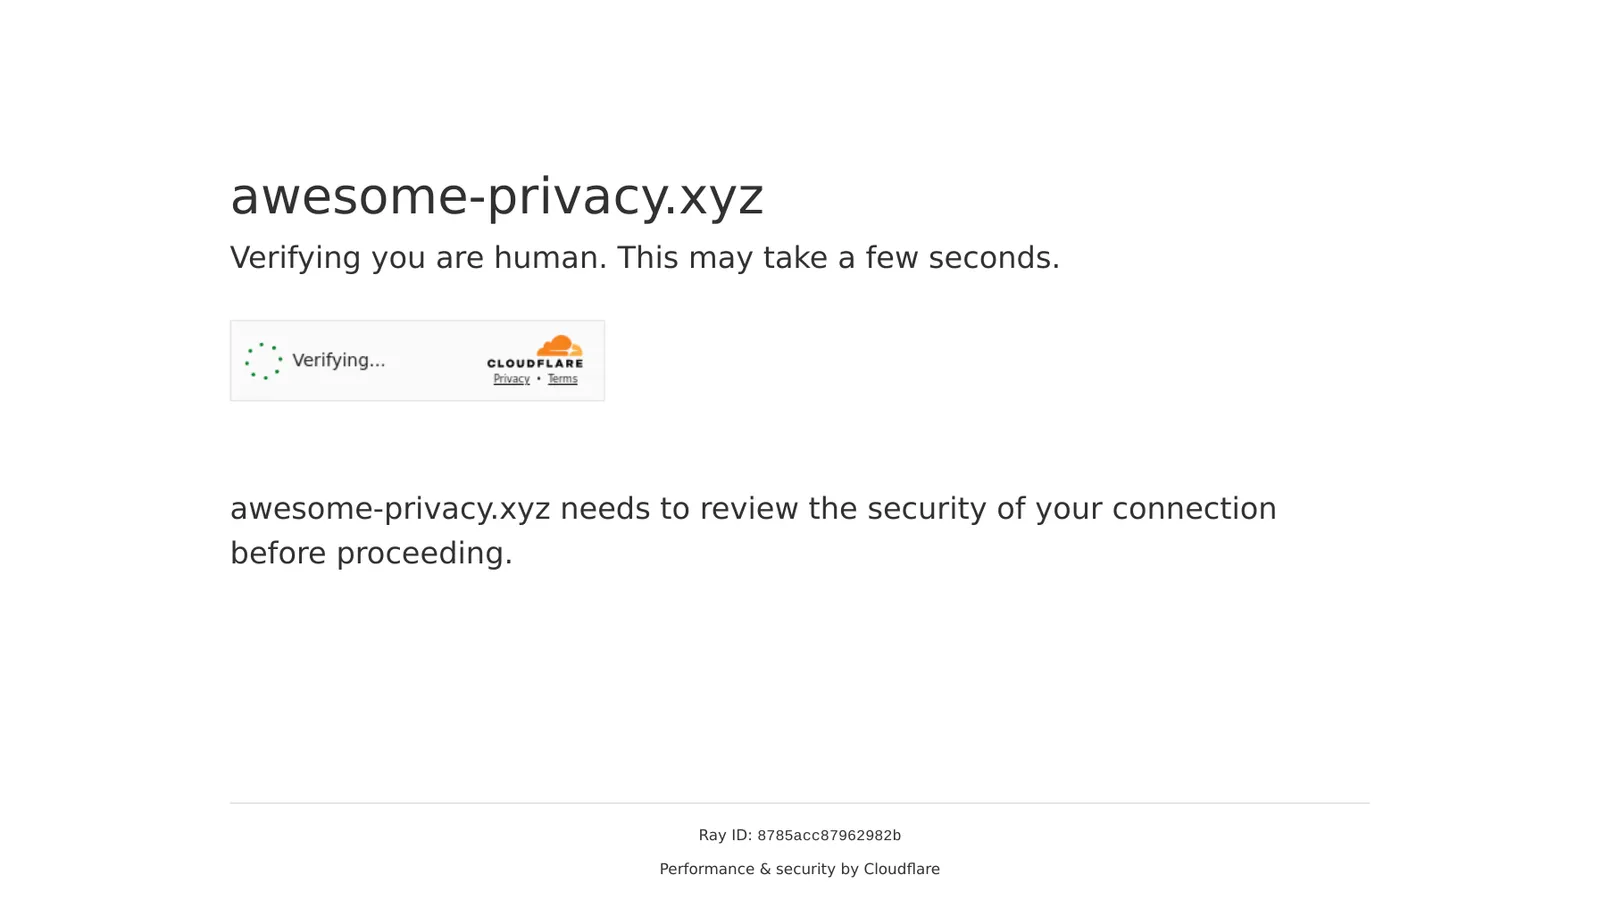 awesome-privacy.xyz
Verifying you are human. This may take a few seconds.
Verifying...
CLOUDFLARE
Privacy • Terms
awesome-privacy.xyz needs to review the security of your connection
before proceeding.
Ray ID: 8785acc87962982b
Performance & security by Cloudflare